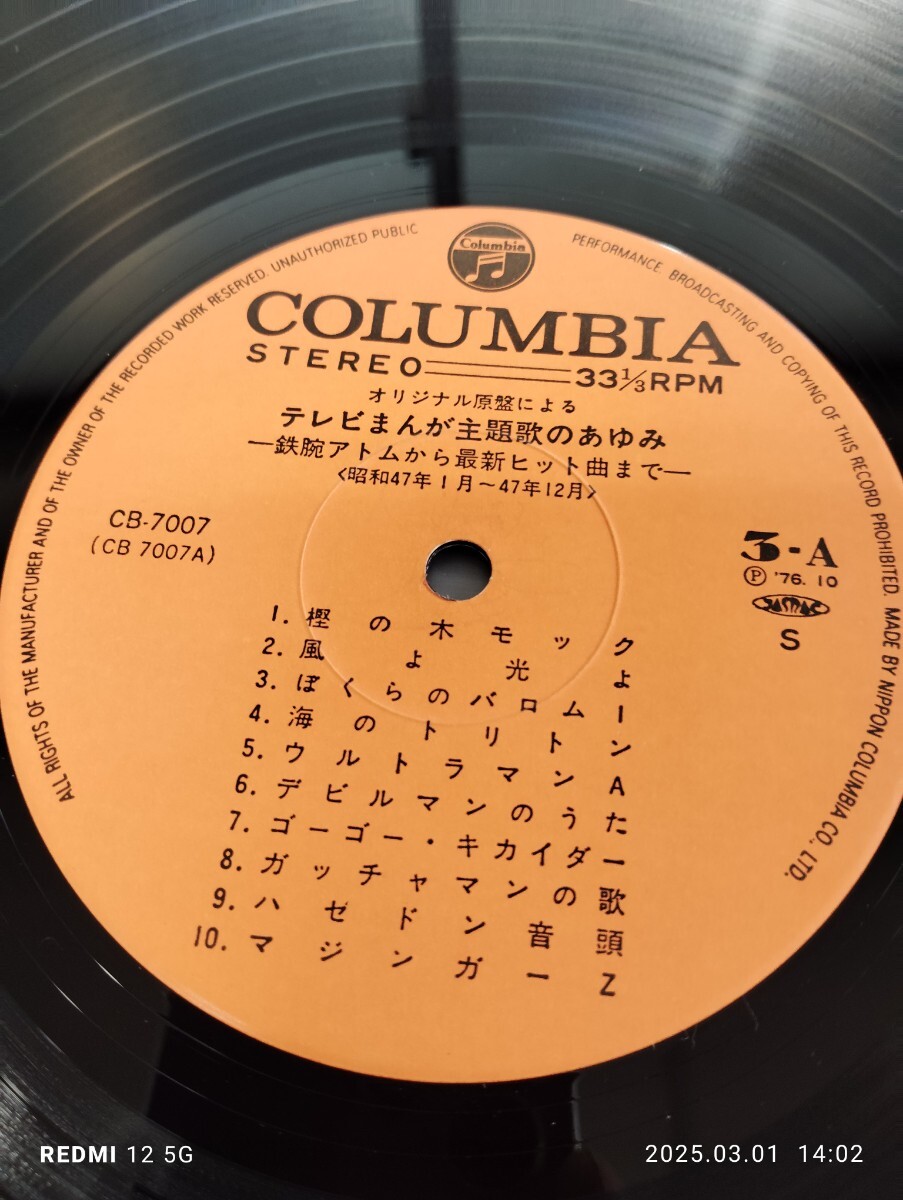 Columbia
ALL RIGHTS OF THE MANUFACTURER AND OF THE OWNER OF THE RECORDED WORK RESERVED. UNAUTHORIZED PUBLIC PERFORMANCE. BROADCASTING AND COPYING OF THIS RECORD PROHIBITED. MADE BY NIPPON COLUMBIA CO., LTD.
COLUMBIA
STEREO 33⅓RPM
オリジナル原盤による
テレビまんが主題歌のあゆみ
―鉄腕アトムから最新ヒット曲まで―
<昭和47年1月~47年12月>
CB-7007
(CB 7007A)
3-A
Ⓟ '76. 10
JASRAC
S
1. 樫の木モック
2. 風よ光よ
3. ぼくらのバロムー
4. 海のトリトン
5. ウルトラマンA
6. デビルマンのうた
7. ゴーゴー・キカイダー
8. ガッチャマンの歌
9. ハゼドン音頭
10. マジンガーZ
REDMI 12 5G
2025.03.01 14:02